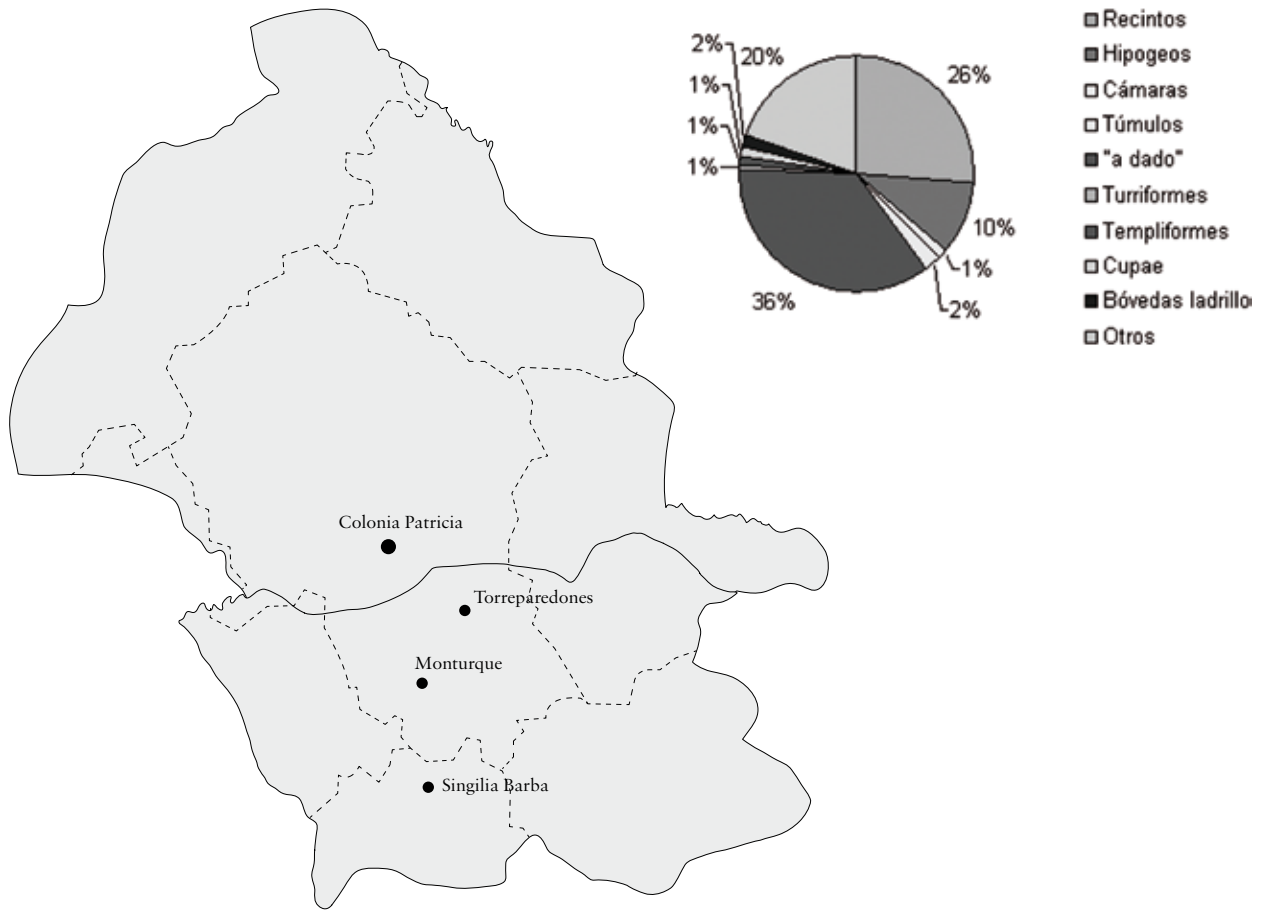 2%
20%
26%
1%
1%
1%
10%
1%
2%
36%
Recintos
Hipogeos
Cámaras
Túmulos
"a dado"
Turriformes
Templiformes
Cupae
Bóvedas ladrillo
Otros
Colonia Patricia
Torreparedones
Monturque
Singilia Barba